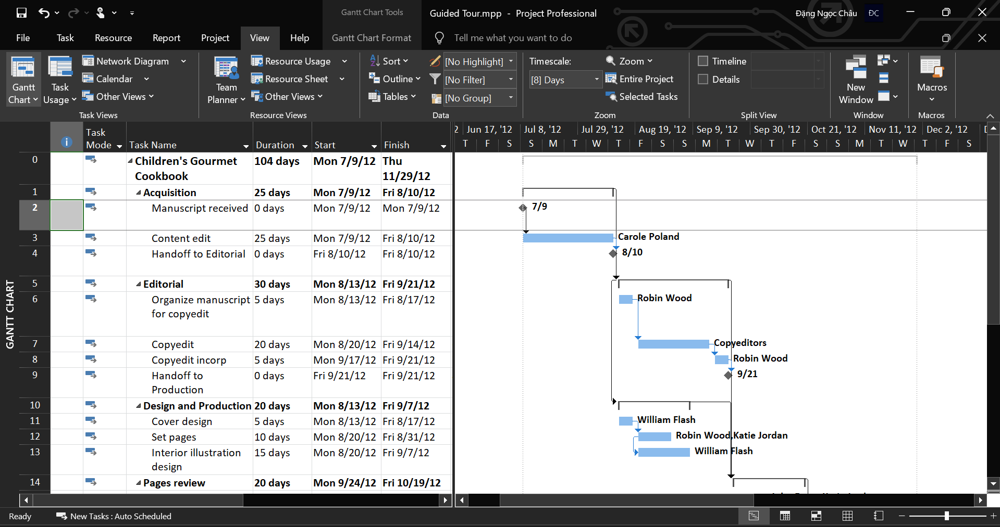 Gantt Chart Tools
Guided Tour.mpp - Project Professional
Đặng Ngọc Châu ĐC
File Task Resource Report Project View Help Gantt Chart Format Tell me what you want to do
Gantt Chart
Task Usage
Network Diagram
Calendar
Other Views
Task Views
Team Planner
Resource Usage
Resource Sheet
Other Views
Resource Views
Sort
Outline
Tables
[No Highlight]
[No Filter]
[No Group]
Data
Timescale:
[8] Days
Zoom
Entire Project
Selected Tasks
Zoom
Timeline
Details
Split View
New Window
Window
Macros
Macros
GANTT CHART
Task Mode Task Name Duration Start Finish
2 Jun 17, '12 Jul 8, '12 Jul 29, '12 Aug 19, '12 Sep 9, '12 Sep 30, '12 Oct 21, '12 Nov 11, '12 Dec 2, '12
T F S S M T W T F S S M T W T F S S M T W T F S
0 Children's Gourmet Cookbook 104 days Mon 7/9/12 Thu 11/29/12
1 Acquisition 25 days Mon 7/9/12 Fri 8/10/12
2 Manuscript received 0 days Mon 7/9/12 Mon 7/9/12 7/9
3 Content edit 25 days Mon 7/9/12 Fri 8/10/12 Carole Poland
4 Handoff to Editorial 0 days Fri 8/10/12 Fri 8/10/12 8/10
5 Editorial 30 days Mon 8/13/12 Fri 9/21/12
6 Organize manuscript for copyedit 5 days Mon 8/13/12 Fri 8/17/12 Robin Wood
7 Copyedit 20 days Mon 8/20/12 Fri 9/14/12 Copyeditors
8 Copyedit incorp 5 days Mon 9/17/12 Fri 9/21/12 Robin Wood
9 Handoff to Production 0 days Fri 9/21/12 Fri 9/21/12 9/21
10 Design and Production 20 days Mon 8/13/12 Fri 9/7/12
11 Cover design 5 days Mon 8/13/12 Fri 8/17/12 William Flash
12 Set pages 10 days Mon 8/20/12 Fri 8/31/12 Robin Wood,Katie Jordan
13 Interior illustration design 15 days Mon 8/20/12 Fri 9/7/12 William Flash
14 Pages review 20 days Mon 9/24/12 Fri 10/19/12
Ready New Tasks : Auto Scheduled